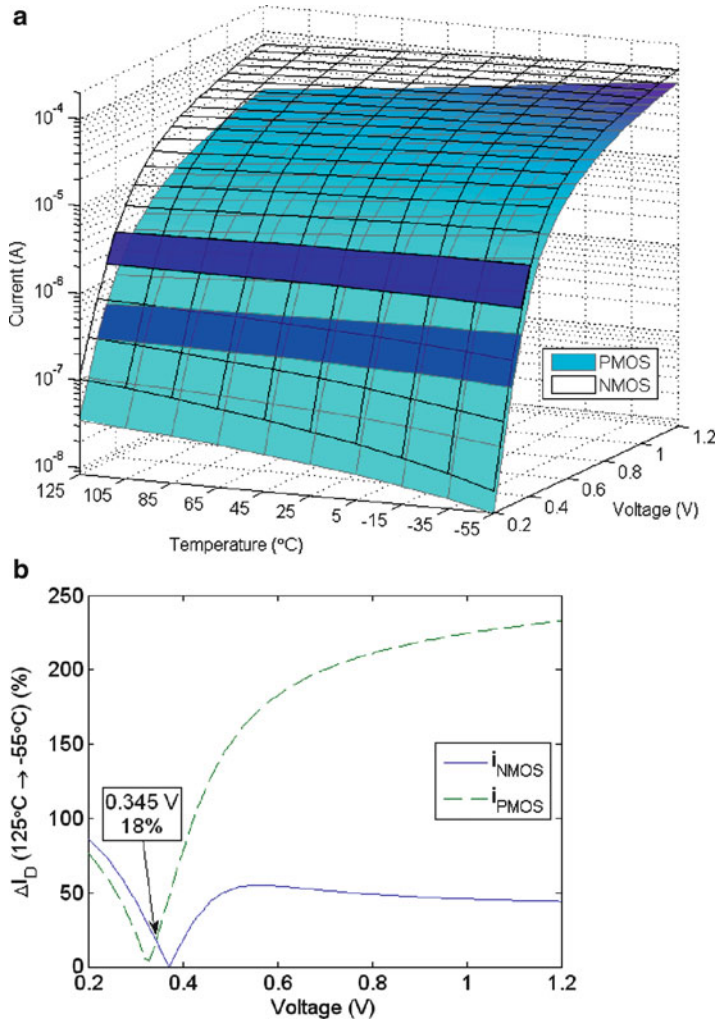 a
10⁻⁴
10⁻⁵
10⁻⁶
10⁻⁷
10⁻⁸
Current (A)
125
105
85
65
45
25
5
-15
-35
-55
Temperature (°C)
0.2
0.4
0.6
0.8
1
1.2
Voltage (V)
PMOS
NMOS
b
250
200
150
100
50
0
ΔI_D (125°C → -55°C) (%)
0.345 V
18%
i_NMOS
i_PMOS
0.2
0.4
0.6
0.8
1
1.2
Voltage (V)